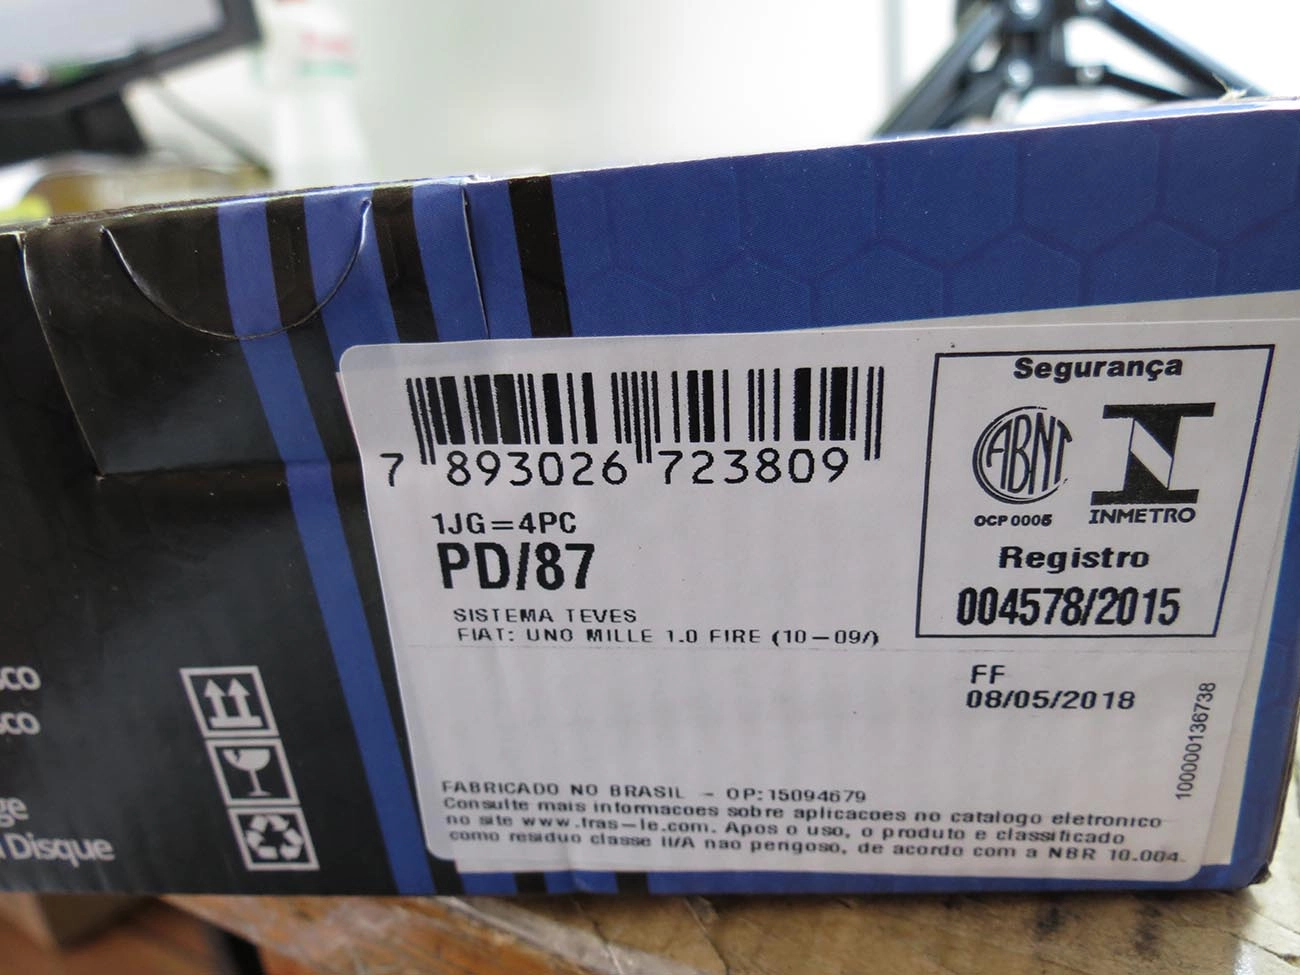 7 893026 723809
1JG=4PC
PD/87
SISTEMA TEVES
FIAT: UNO MILLE 1.0 FIRE (10-09/)
Segurança
ABNT
OCP 0005
INMETRO
Registro
004578/2015
FF
08/05/2018
100000136738
FABRICADO NO BRASIL - OP:15094679
Consulte mais informacoes sobre aplicacoes no catalogo eletronico
no site www.fras-le.com. Apos o uso, o produto e classificado
como residuo classe II/A nao perigoso, de acordo com a NBR 10.004.
sco
sco
ge
Disque